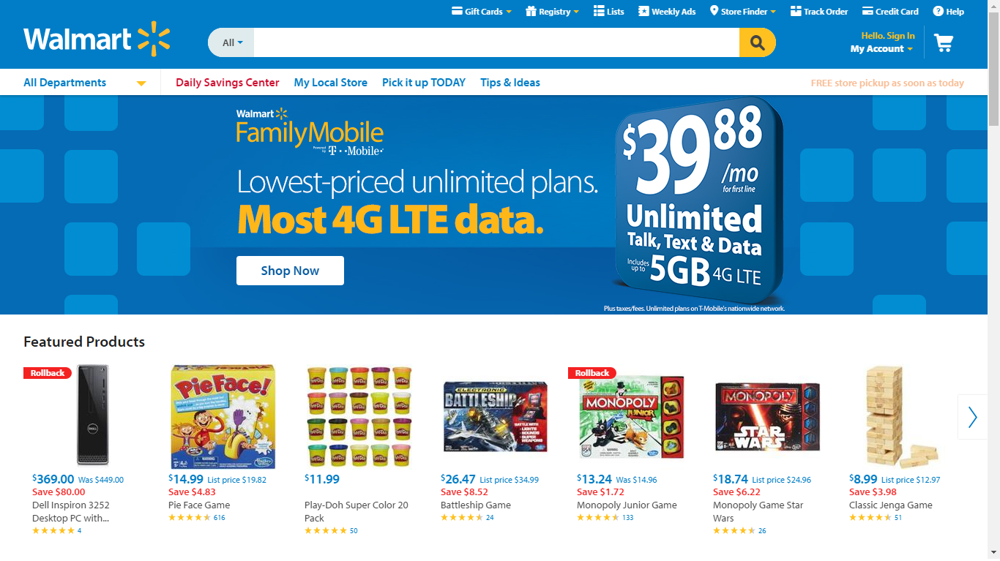 Gift Cards
Registry
Lists
Weekly Ads
Store Finder
Track Order
Credit Card
Help
Walmart
All
Hello. Sign In
My Account
All Departments
Daily Savings Center
My Local Store
Pick it up TODAY
Tips & Ideas
FREE store pickup as soon as today
Walmart
FamilyMobile
Powered by T··Mobile·
Lowest-priced unlimited plans.
Most 4G LTE data.
Shop Now
$39.88
/mo
for first line
Unlimited
Talk, Text & Data
Includes up to 5GB 4G LTE
Plus taxes/fees. Unlimited plans on T-Mobile's nationwide network.
Featured Products
Rollback
DELL
$369.00 Was $449.00
Save $80.00
Dell Inspiron 3252
Desktop PC with...
4
Pie Face!
$14.99 List price $19.82
Save $4.83
Pie Face Game
616
$11.99
Play-Doh Super Color 20
Pack
50
ELECTRONIC
BATTLESHIP
BATTLE WITH
LIGHTS
SOUNDS
SUPER
WEAPONS
$26.47 List price $34.99
Save $8.52
Battleship Game
24
Rollback
MONOPOLY
JUNIOR
$13.24 Was $14.96
Save $1.72
Monopoly Junior Game
133
MONOPOLY
STAR
WARS
$18.74 List price $24.96
Save $6.22
Monopoly Game Star
Wars
26
$8.99 List price $12.97
Save $3.98
Classic Jenga Game
51